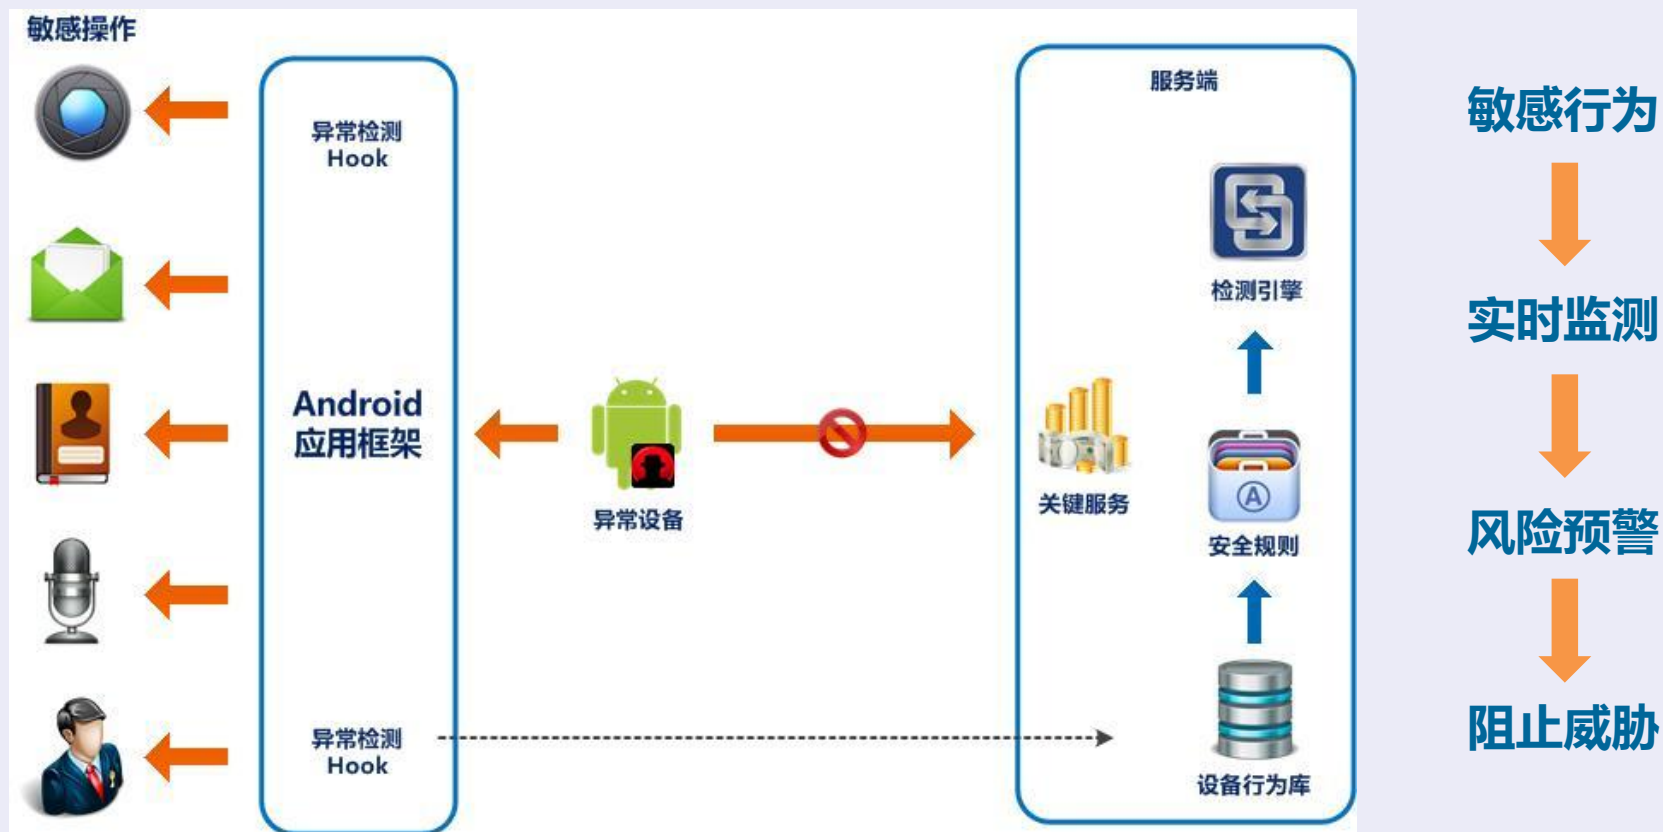 敏感操作
异常检测
Hook
Android
应用框架
异常检测
Hook
异常设备
服务端
检测引擎
关键服务
A
安全规则
设备行为库
敏感行为
实时监测
风险预警
阻止威胁